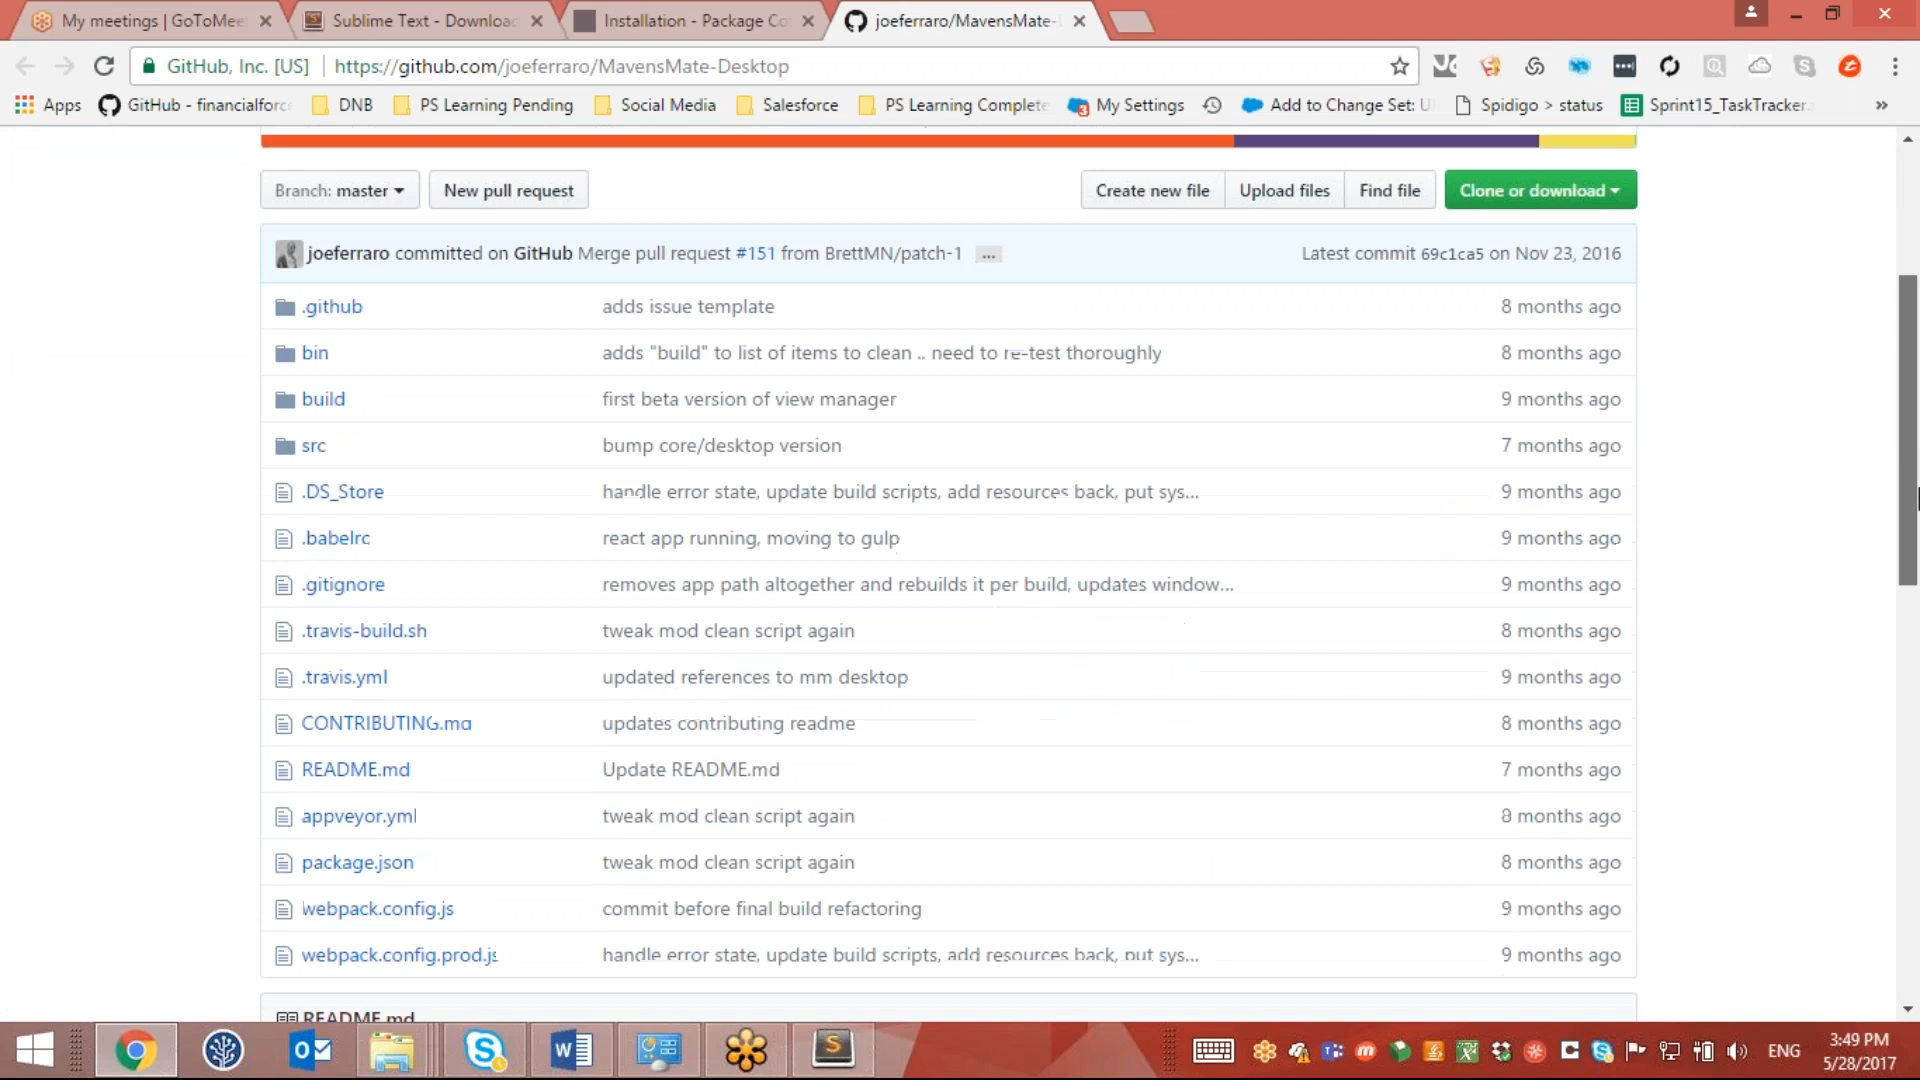 My meetings | GoToMee
Sublime Text - Download
Installation - Package Co
joeferraro/MavensMate-
GitHub, Inc. [US]
https://github.com/joeferraro/MavensMate-Desktop
Apps
GitHub - financialforc
DNB
PS Learning Pending
Social Media
Salesforce
PS Learning Complete
My Settings
Add to Change Set: U
Spidigo > status
Sprint15_TaskTracker.
»
Branch: master
New pull request
Create new file
Upload files
Find file
Clone or download
joeferraro committed on GitHub Merge pull request #151 from BrettMN/patch-1 ...
Latest commit 69c1ca5 on Nov 23, 2016
.github adds issue template 8 months ago
bin adds "build" to list of items to clean .. need to re-test thoroughly 8 months ago
build first beta version of view manager 9 months ago
src bump core/desktop version 7 months ago
.DS_Store handle error state, update build scripts, add resources back, put sys... 9 months ago
.babelrc react app running, moving to gulp 9 months ago
.gitignore removes app path altogether and rebuilds it per build, updates window... 9 months ago
.travis-build.sh tweak mod clean script again 8 months ago
.travis.yml updated references to mm desktop 9 months ago
CONTRIBUTING.md updates contributing readme 8 months ago
README.md Update README.md 7 months ago
appveyor.yml tweak mod clean script again 8 months ago
package.json tweak mod clean script again 8 months ago
webpack.config.js commit before final build refactoring 9 months ago
webpack.config.prod.js handle error state, update build scripts, add resources back, put sys... 9 months ago
README.md
ENG
3:49 PM
5/28/2017